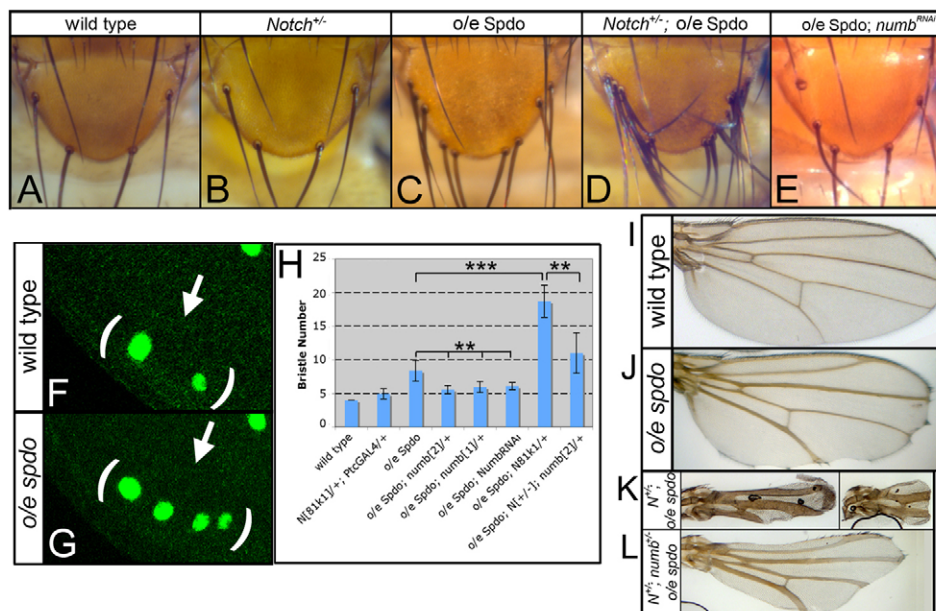 wild type
Notch+/-
o/e Spdo
Notch+/-; o/e Spdo
o/e Spdo; numbRNAi
A
B
C
D
E
wild type
F
o/e spdo
G
H
Bristle Number
25
20
15
10
5
0
***
**
**
wild type
N[81k1]/+; PtcGAL4/+
o/e Spdo
o/e Spdo; numb[2]/+
o/e Spdo; numb[1]/+
o/e Spdo; NumbRNAi
o/e Spdo; N81k1/+
o/e Spdo; N[+/-]; numb[2]/+
I
wild type
J
o/e spdo
K
N+/-;
o/e spdo
L
N+/-; numb+/-
o/e spdo